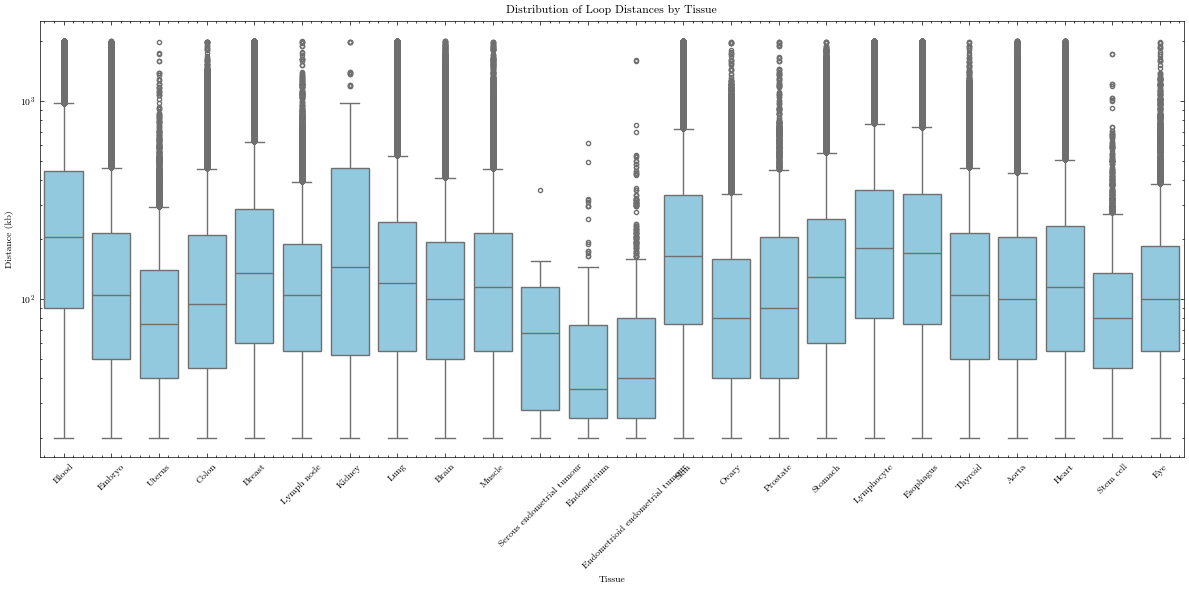 Distribution of Loop Distances by Tissue
Distance (kb)
10³
10²
Blood
Embryo
Uterus
Colon
Breast
Lymph node
Kidney
Lung
Brain
Muscle
Serous endometrial tumour
Endometrium
Endometrioid endometrial tumour
Skin
Ovary
Prostate
Stomach
Lymphocyte
Esophagus
Thyroid
Aorta
Heart
Stem cell
Eye
Tissue